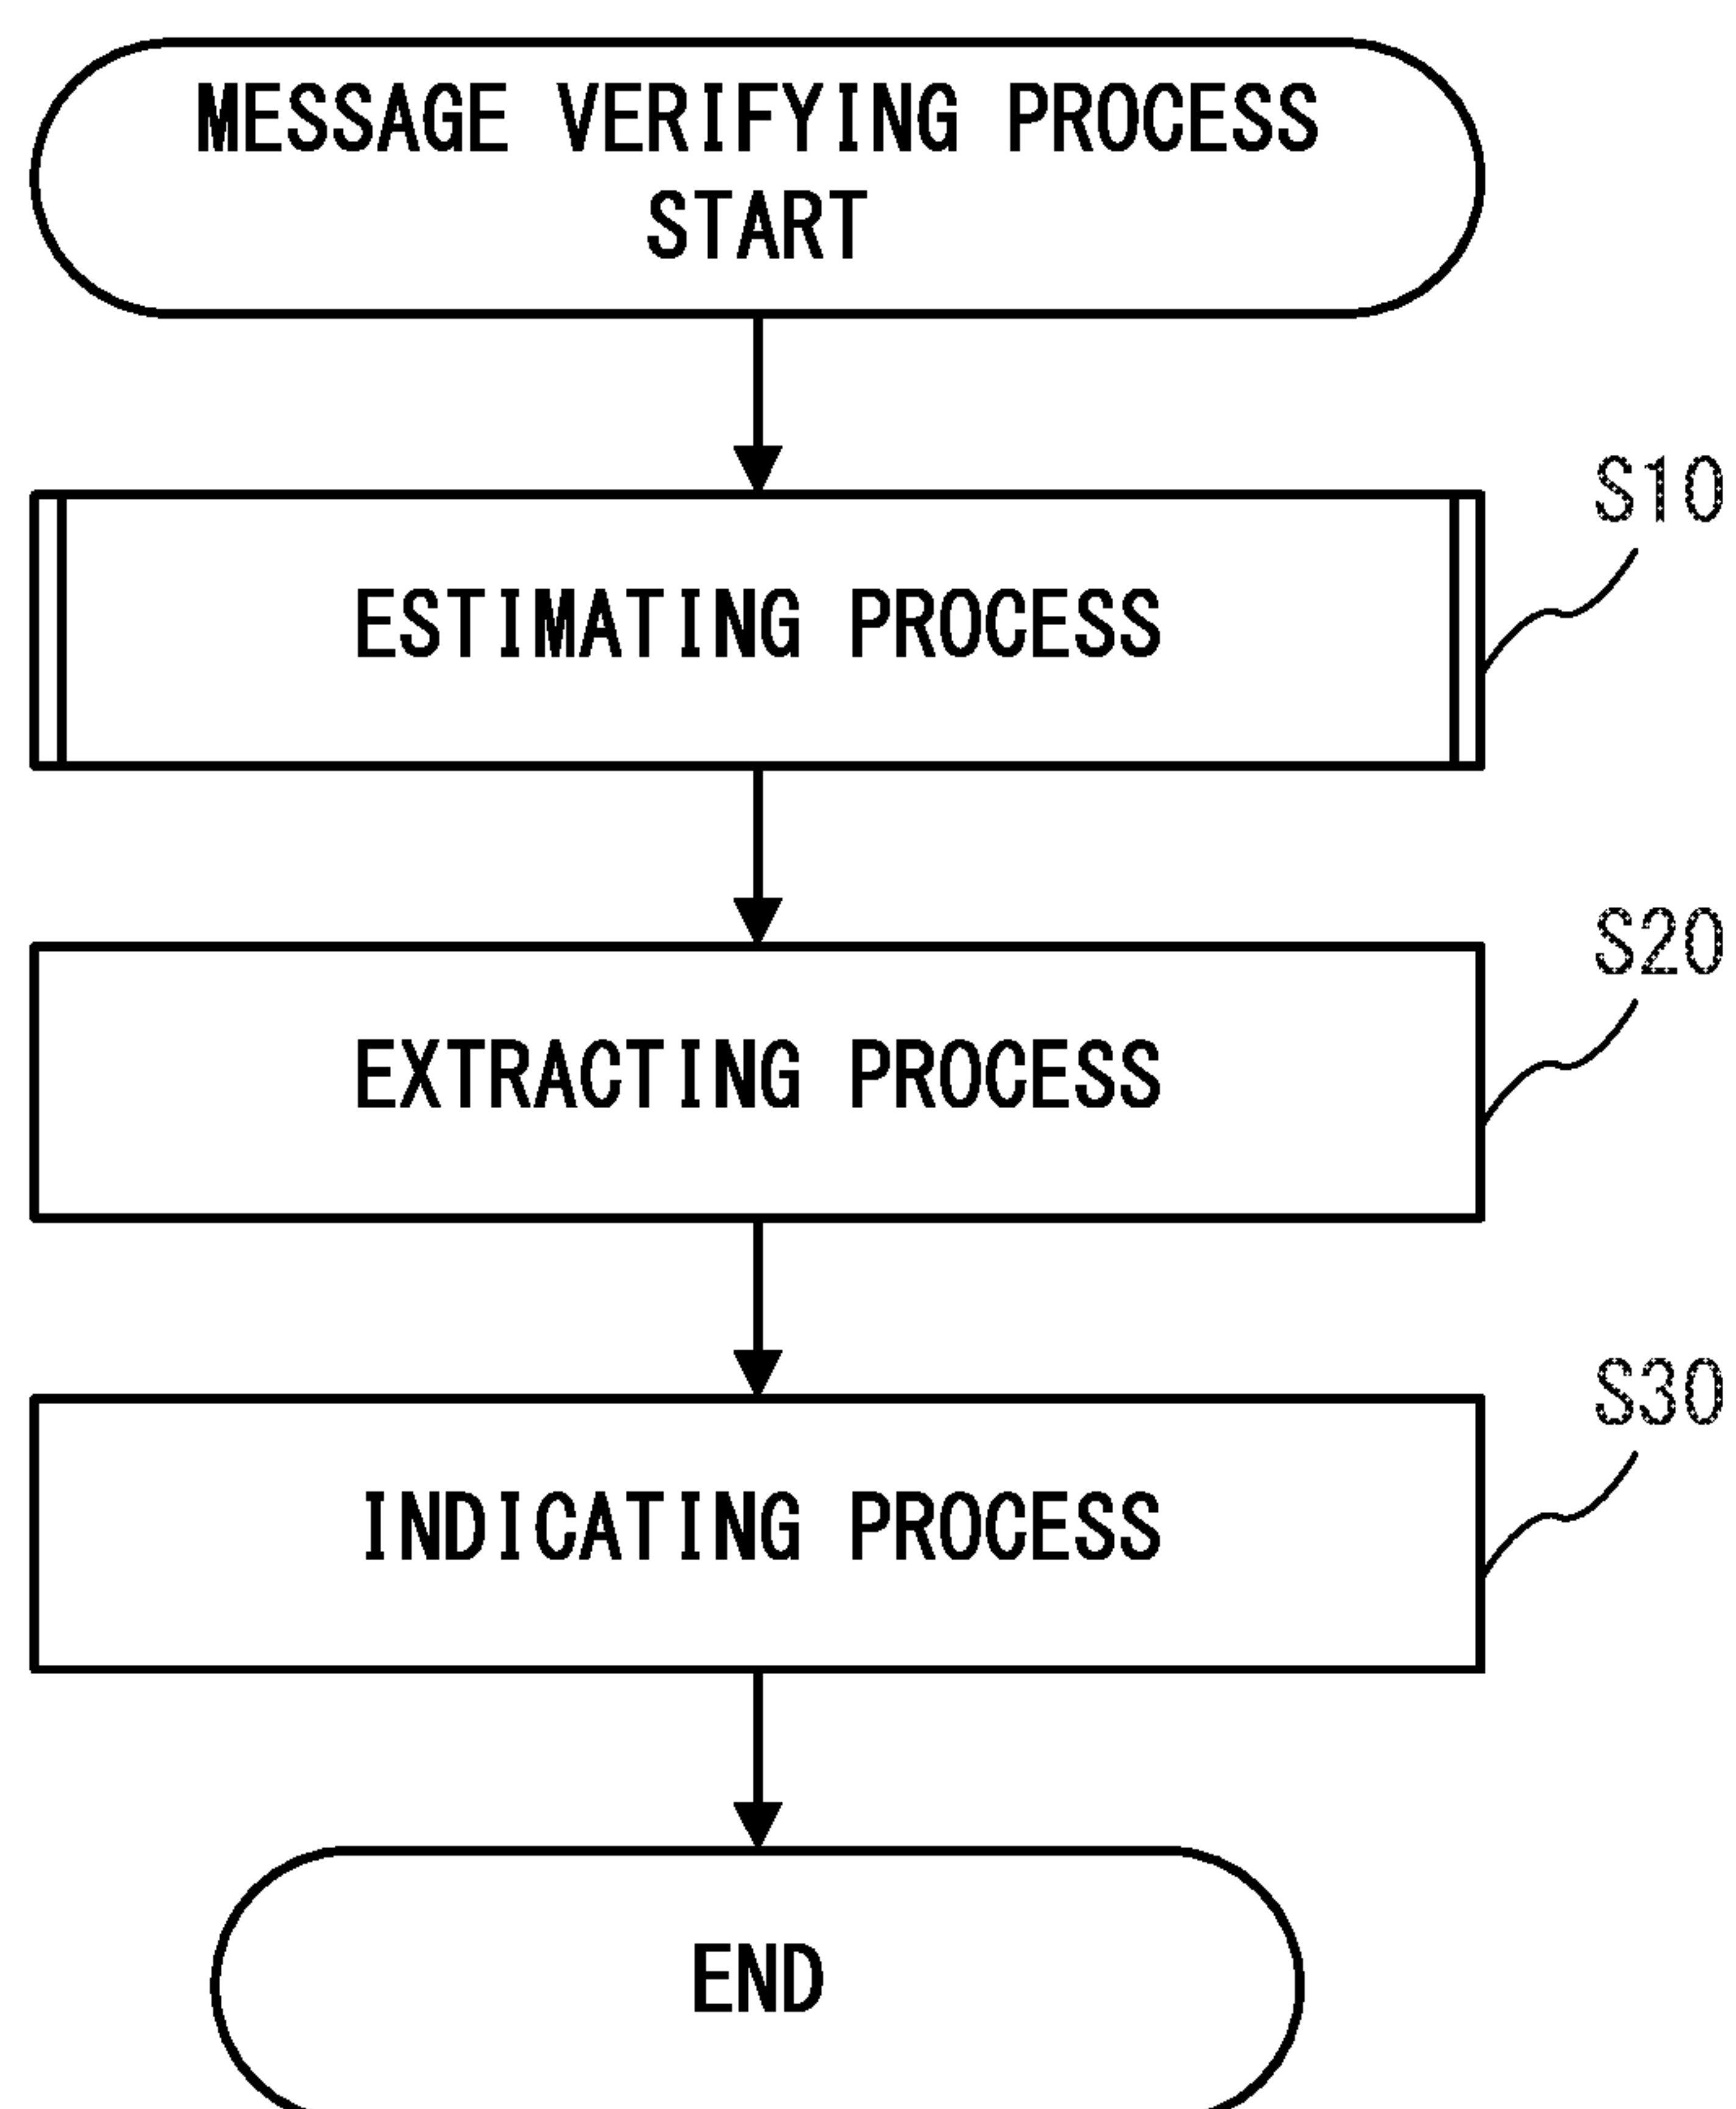 MESSAGE VERIFYING PROCESS
START
S10
ESTIMATING PROCESS
S20
EXTRACTING PROCESS
S30
INDICATING PROCESS
END